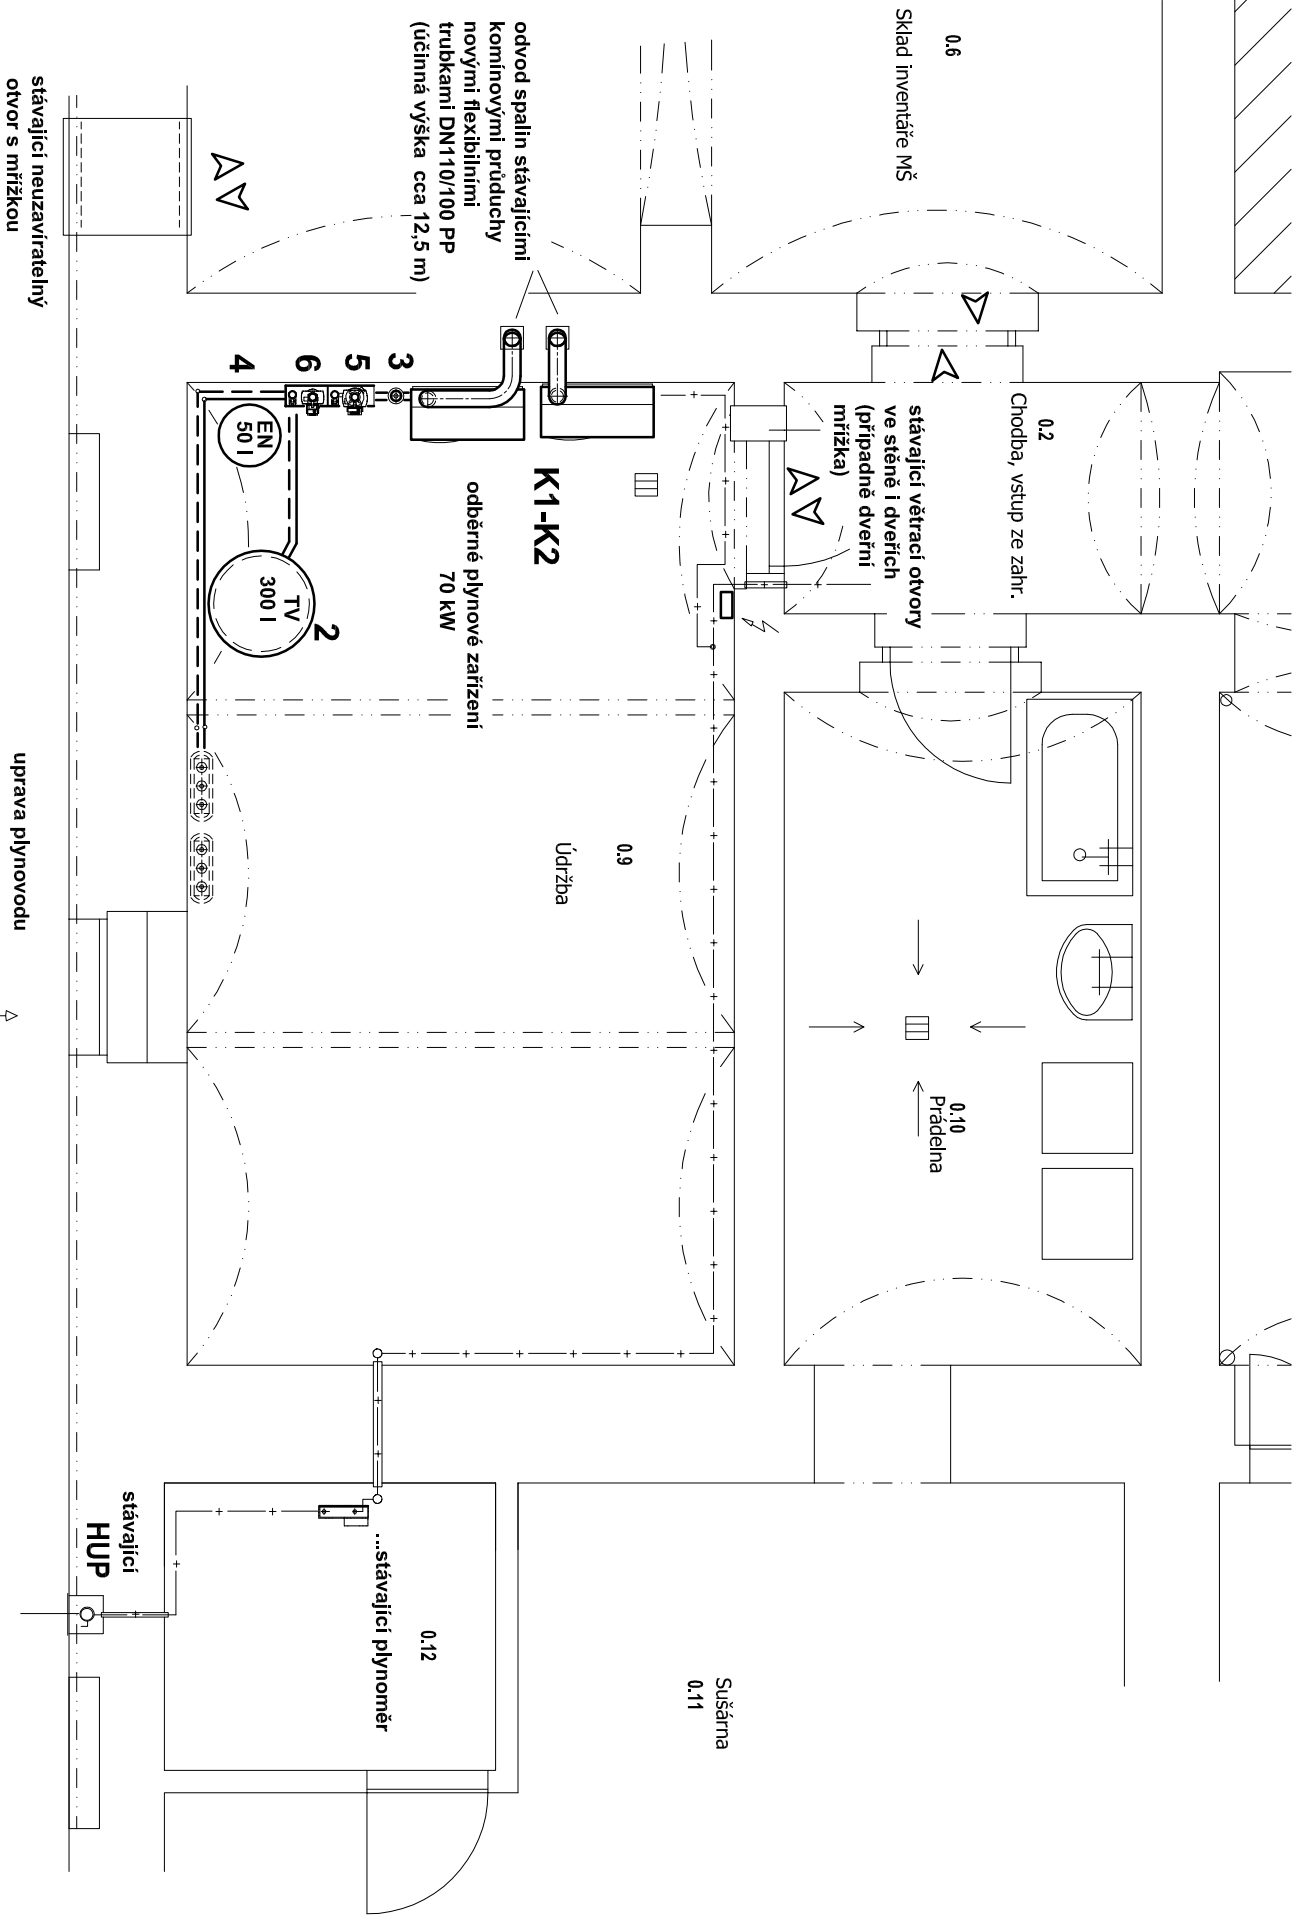 0.6
Sklad inventáře MŠ
odvod spalin stávajícími
komínovými průduchy
novými flexibilními
trubkami DN110/100 PP
(účinná výška  cca 12,5 m)
stávající neuzavíratelný
otvor s mřížkou
0.2
Chodba, vstup ze zahr.
stávající větrací otvory
ve stěně i dveřích
(případně dveřní
mřížka)
K1-K2
odběrné plynové zařízení
70 kW
3
5
6
4
EN
50 l
TV
300 l
2
0.9
Údržba
0.10
Prádelna
uprava plynovodu
stávající
HUP
...stávající plynoměr
0.12
Sušárna
0.11